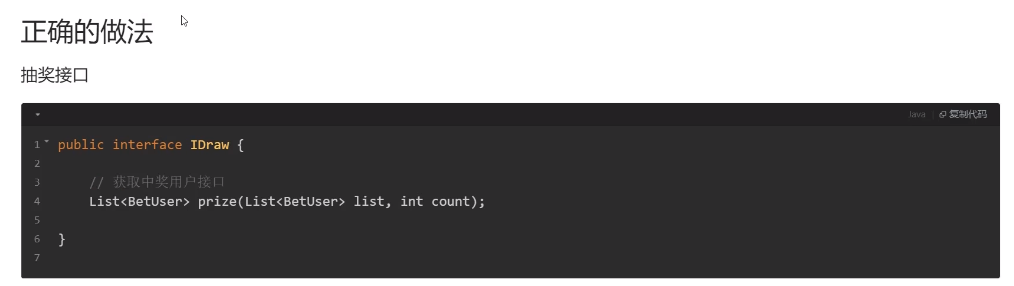 正确的做法
抽奖接口
Java 复制代码
1 public interface IDraw {
2
3 // 获取中奖用户接口
4 List<BetUser> prize(List<BetUser> list, int count);
5
6 }
7